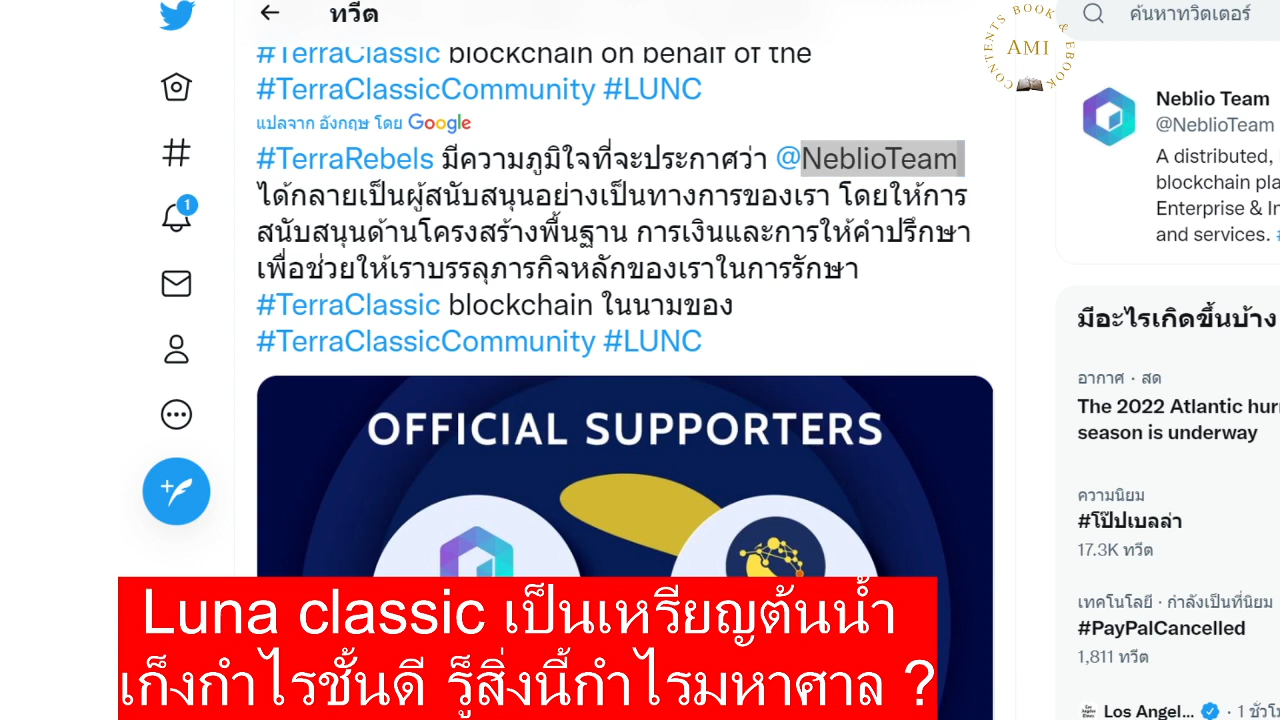 ทวีต
#TerraClassic blockchain on behalf of the
#TerraClassicCommunity #LUNC
แปลจาก อังกฤษ โดย Google
#TerraRebels มีความภูมิใจที่จะประกาศว่า @NeblioTeam
ได้กลายเป็นผู้สนับสนุนอย่างเป็นทางการของเรา โดยให้การ
สนับสนุนด้านโครงสร้างพื้นฐาน การเงินและการให้คำปรึกษา
เพื่อช่วยให้เราบรรลุภารกิจหลักของเราในการรักษา
#TerraClassic blockchain ในนามของ
#TerraClassicCommunity #LUNC
OFFICIAL SUPPORTERS
Luna classic เป็นเหรียญต้นน้ำ
เก็งกำไรชั้นดี รู็สิ่งนี้กำไรมหาศาล ?
1
CONTENTS BOOK & EBOOK
AMI
ค้นหาทวิตเตอร์
Neblio Team
@NeblioTeam
A distributed,
blockchain pla
Enterprise & In
and services. #
มีอะไรเกิดขึ้นบ้าง
อากาศ · สด
The 2022 Atlantic hur
season is underway
ความนิยม
#โป๊ปเบลล่า
17.3K ทวีต
เทคโนโลยี · กำลังเป็นที่นิยม
#PayPalCancelled
1,811 ทวีต
Los Angel... · 1 ชั่วโม